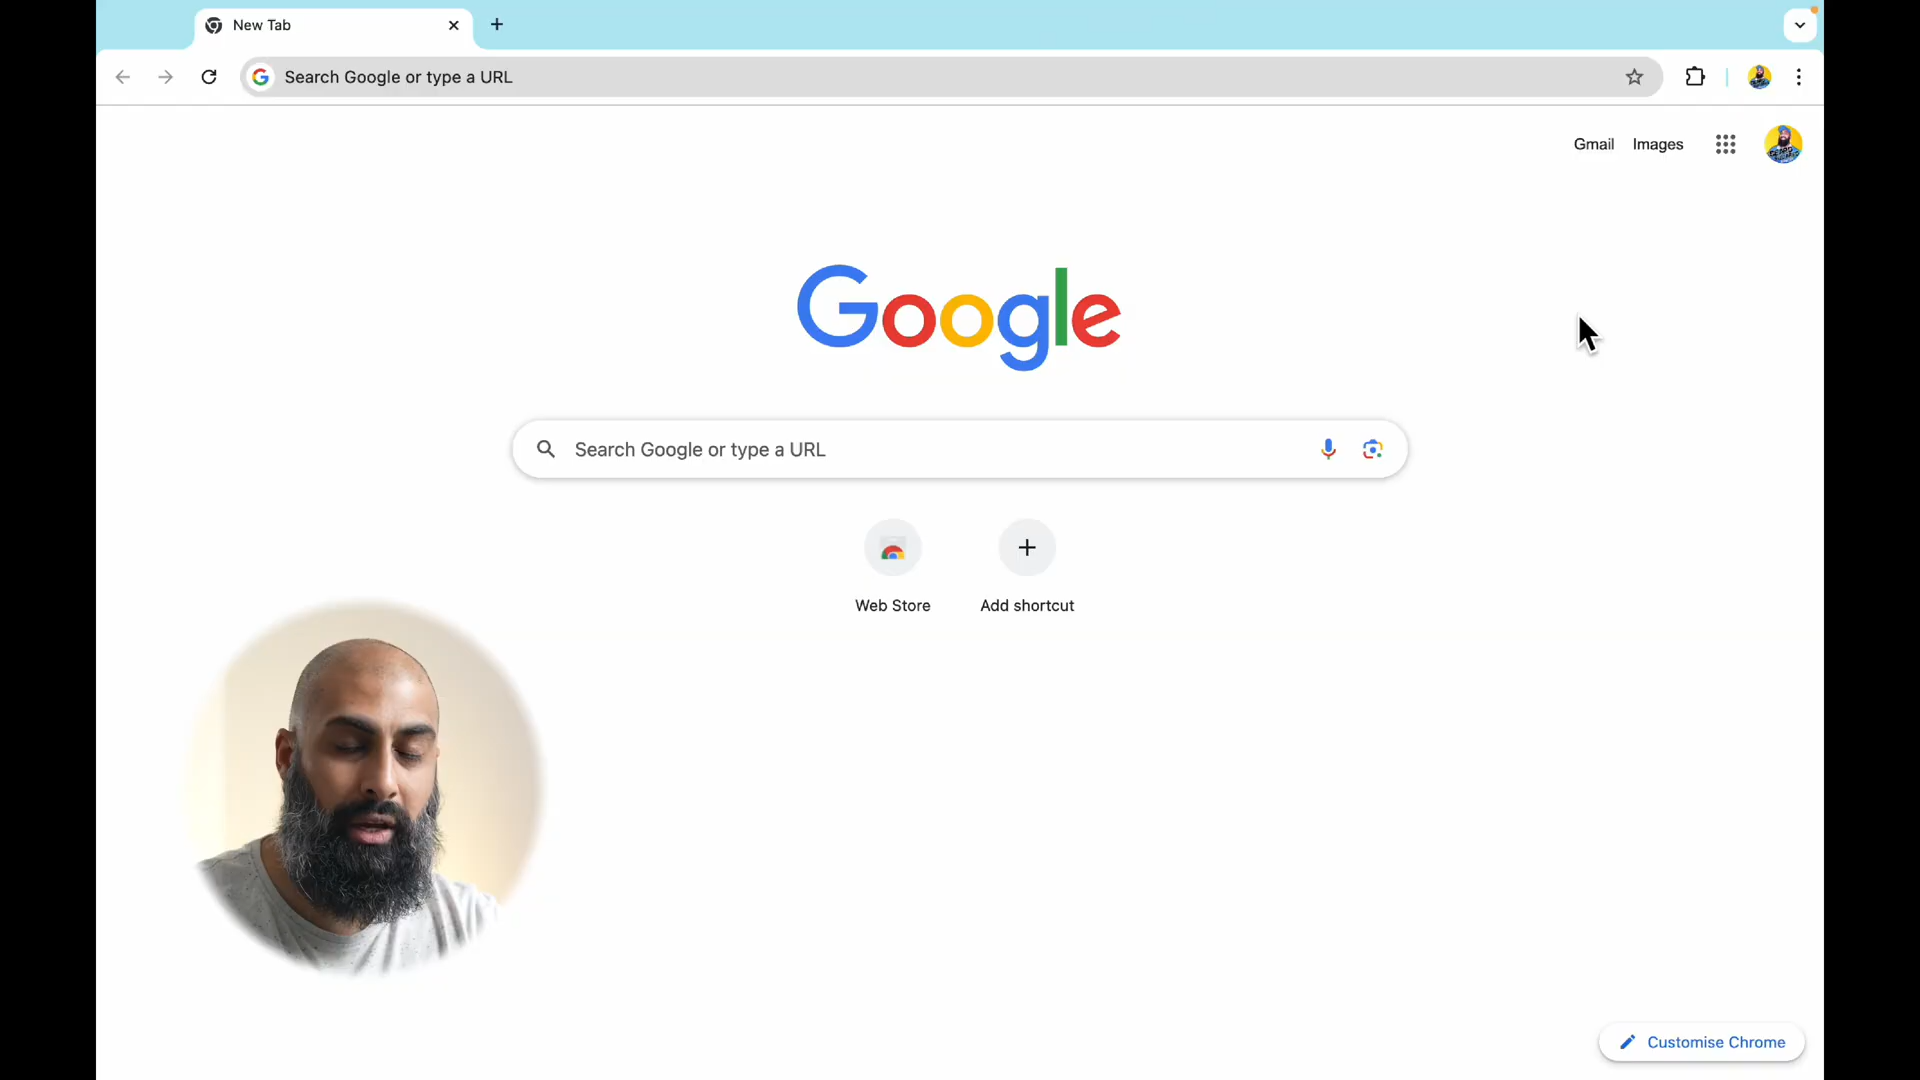 New Tab
Search Google or type a URL
Gmail Images
Google
Search Google or type a URL
Web Store Add shortcut
Customise Chrome